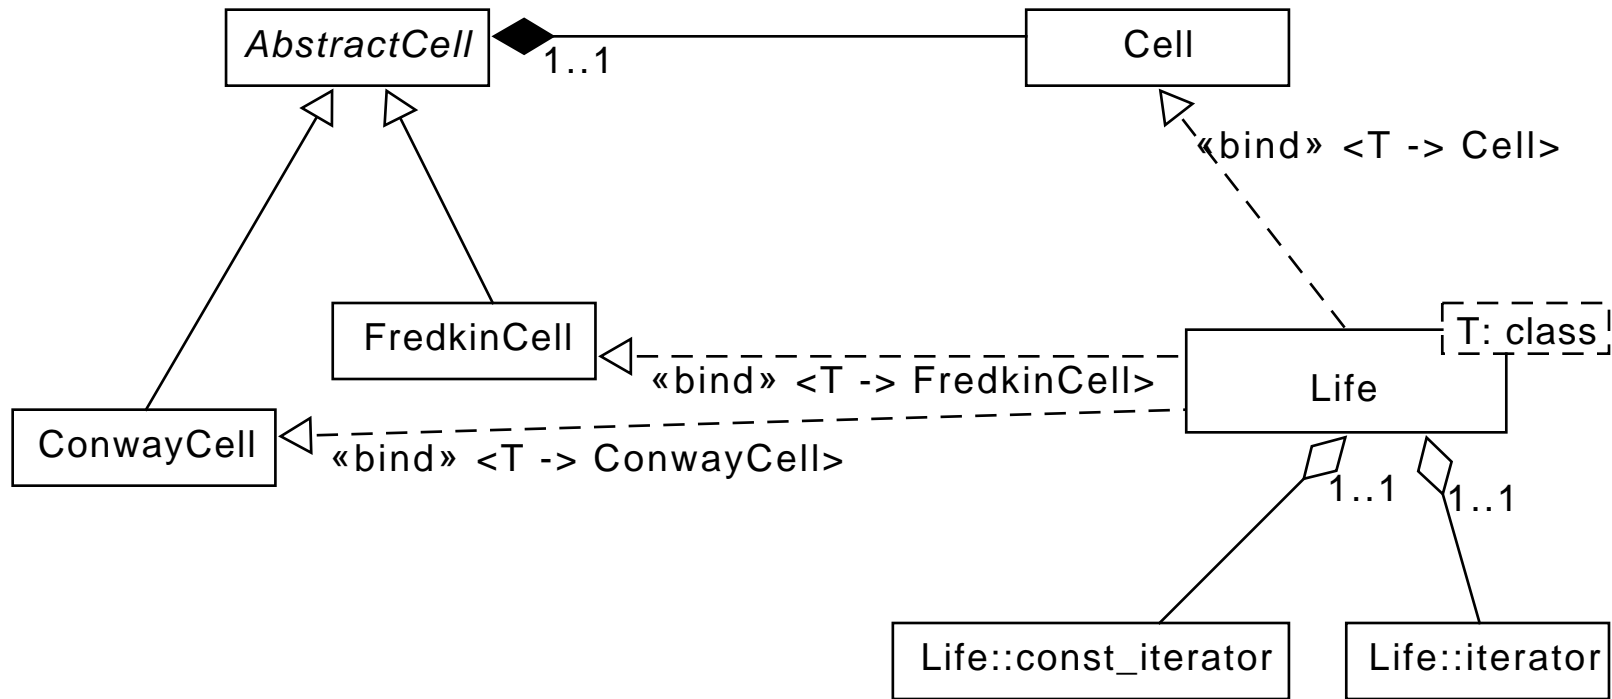 AbstractCell
1..1
Cell
«bind» <T -> Cell>
FredkinCell
T: class
«bind» <T -> FredkinCell>
Life
ConwayCell
«bind» <T -> ConwayCell>
1..1
1..1
Life::const_iterator
Life::iterator